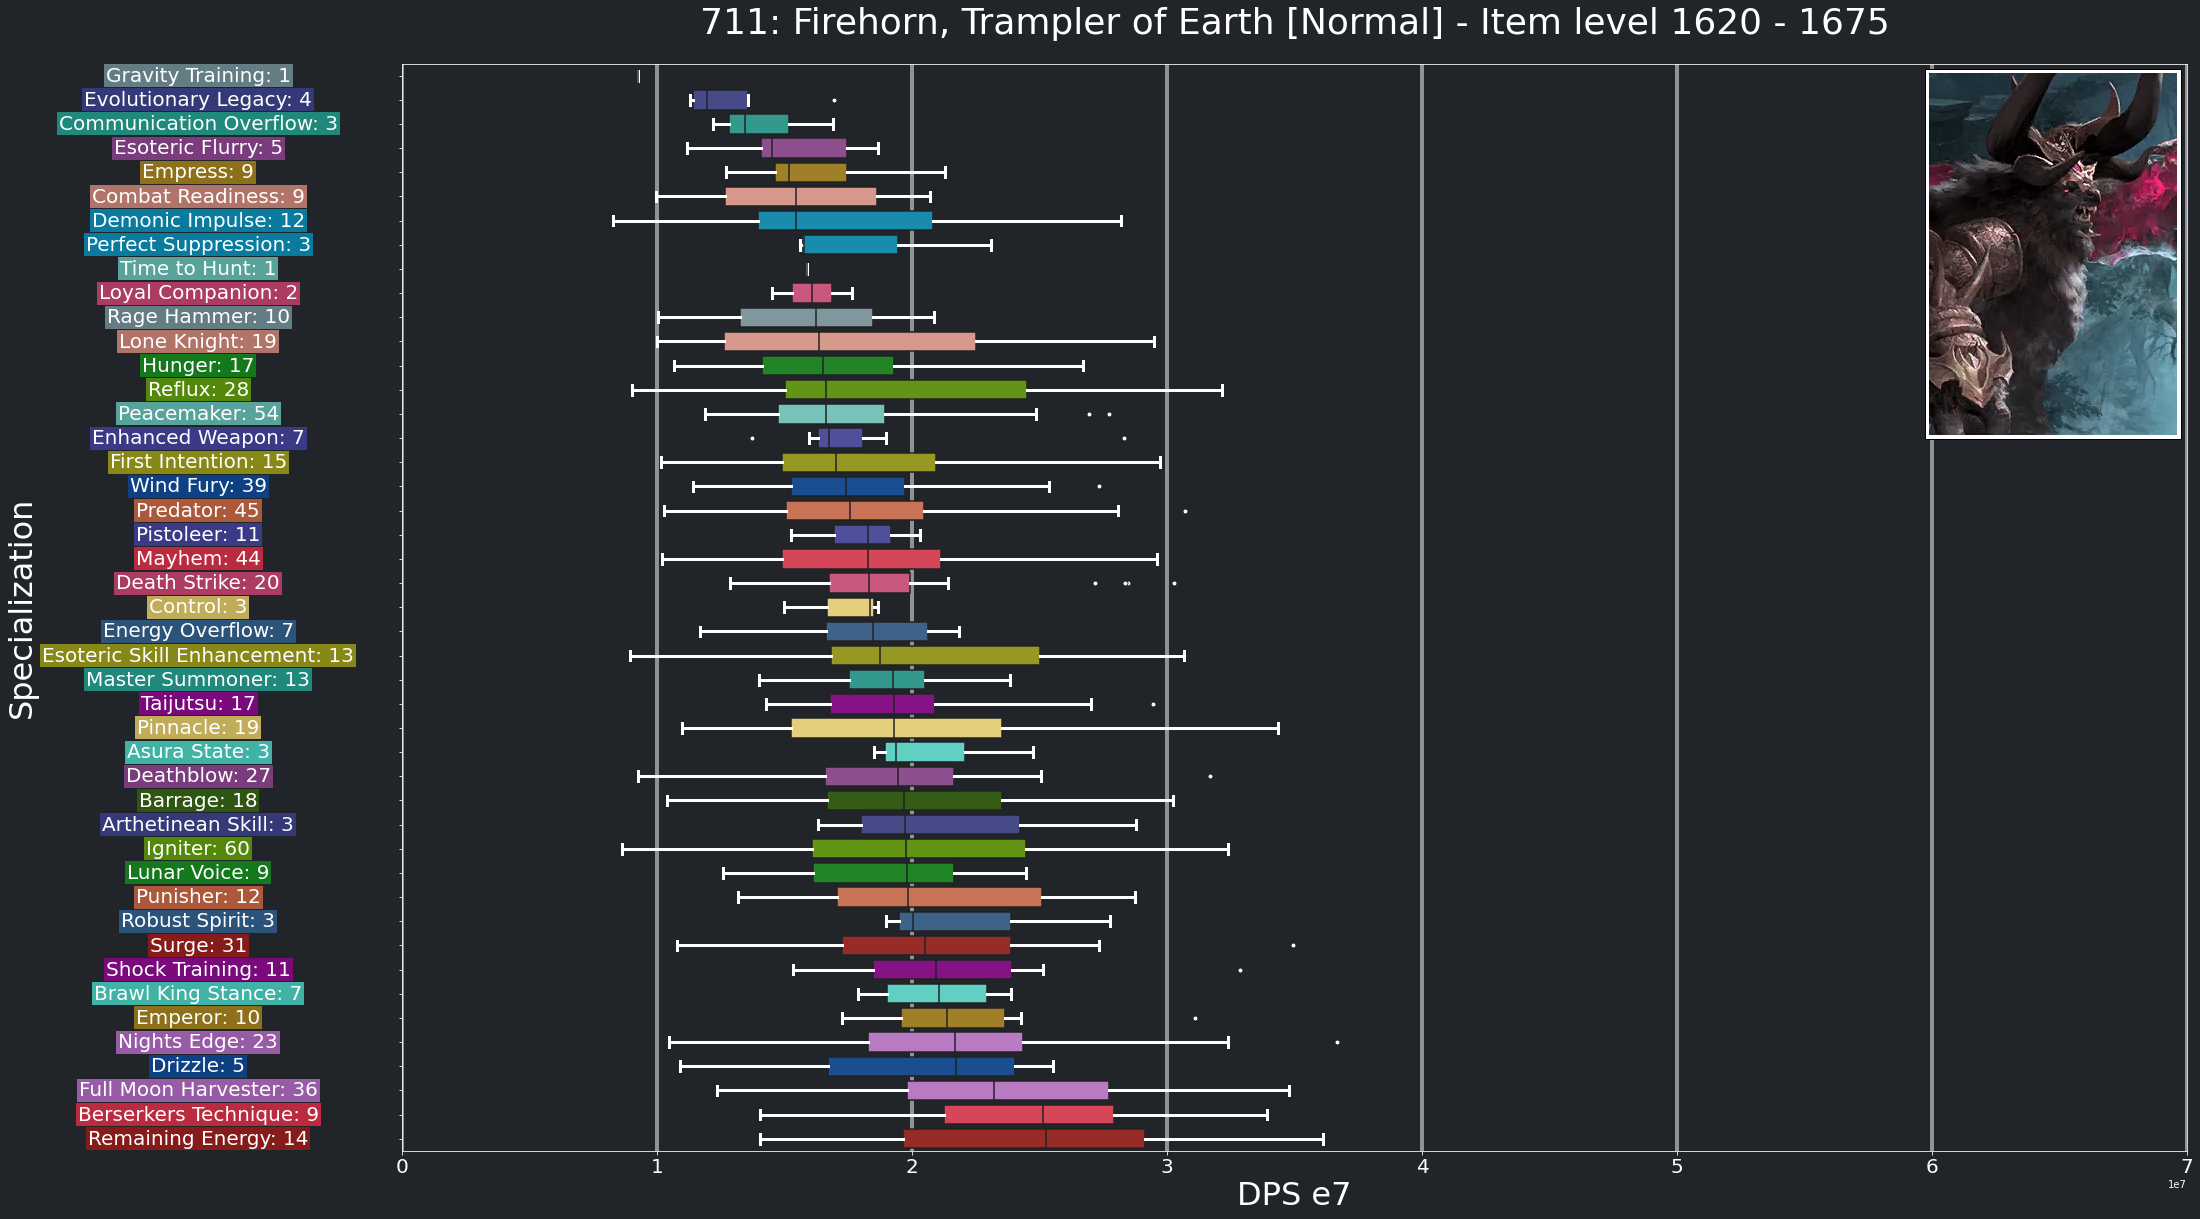 711: Firehorn, Trampler of Earth [Normal] - Item level 1620 - 1675
Specialization
Gravity Training: 1
Evolutionary Legacy: 4
Communication Overflow: 3
Esoteric Flurry: 5
Empress: 9
Combat Readiness: 9
Demonic Impulse: 12
Perfect Suppression: 3
Time to Hunt: 1
Loyal Companion: 2
Rage Hammer: 10
Lone Knight: 19
Hunger: 17
Reflux: 28
Peacemaker: 54
Enhanced Weapon: 7
First Intention: 15
Wind Fury: 39
Predator: 45
Pistoleer: 11
Mayhem: 44
Death Strike: 20
Control: 3
Energy Overflow: 7
Esoteric Skill Enhancement: 13
Master Summoner: 13
Taijutsu: 17
Pinnacle: 19
Asura State: 3
Deathblow: 27
Barrage: 18
Arthetinean Skill: 3
Igniter: 60
Lunar Voice: 9
Punisher: 12
Robust Spirit: 3
Surge: 31
Shock Training: 11
Brawl King Stance: 7
Emperor: 10
Nights Edge: 23
Drizzle: 5
Full Moon Harvester: 36
Berserkers Technique: 9
Remaining Energy: 14
0 1 2 3 4 5 6 7
1e7
DPS e7